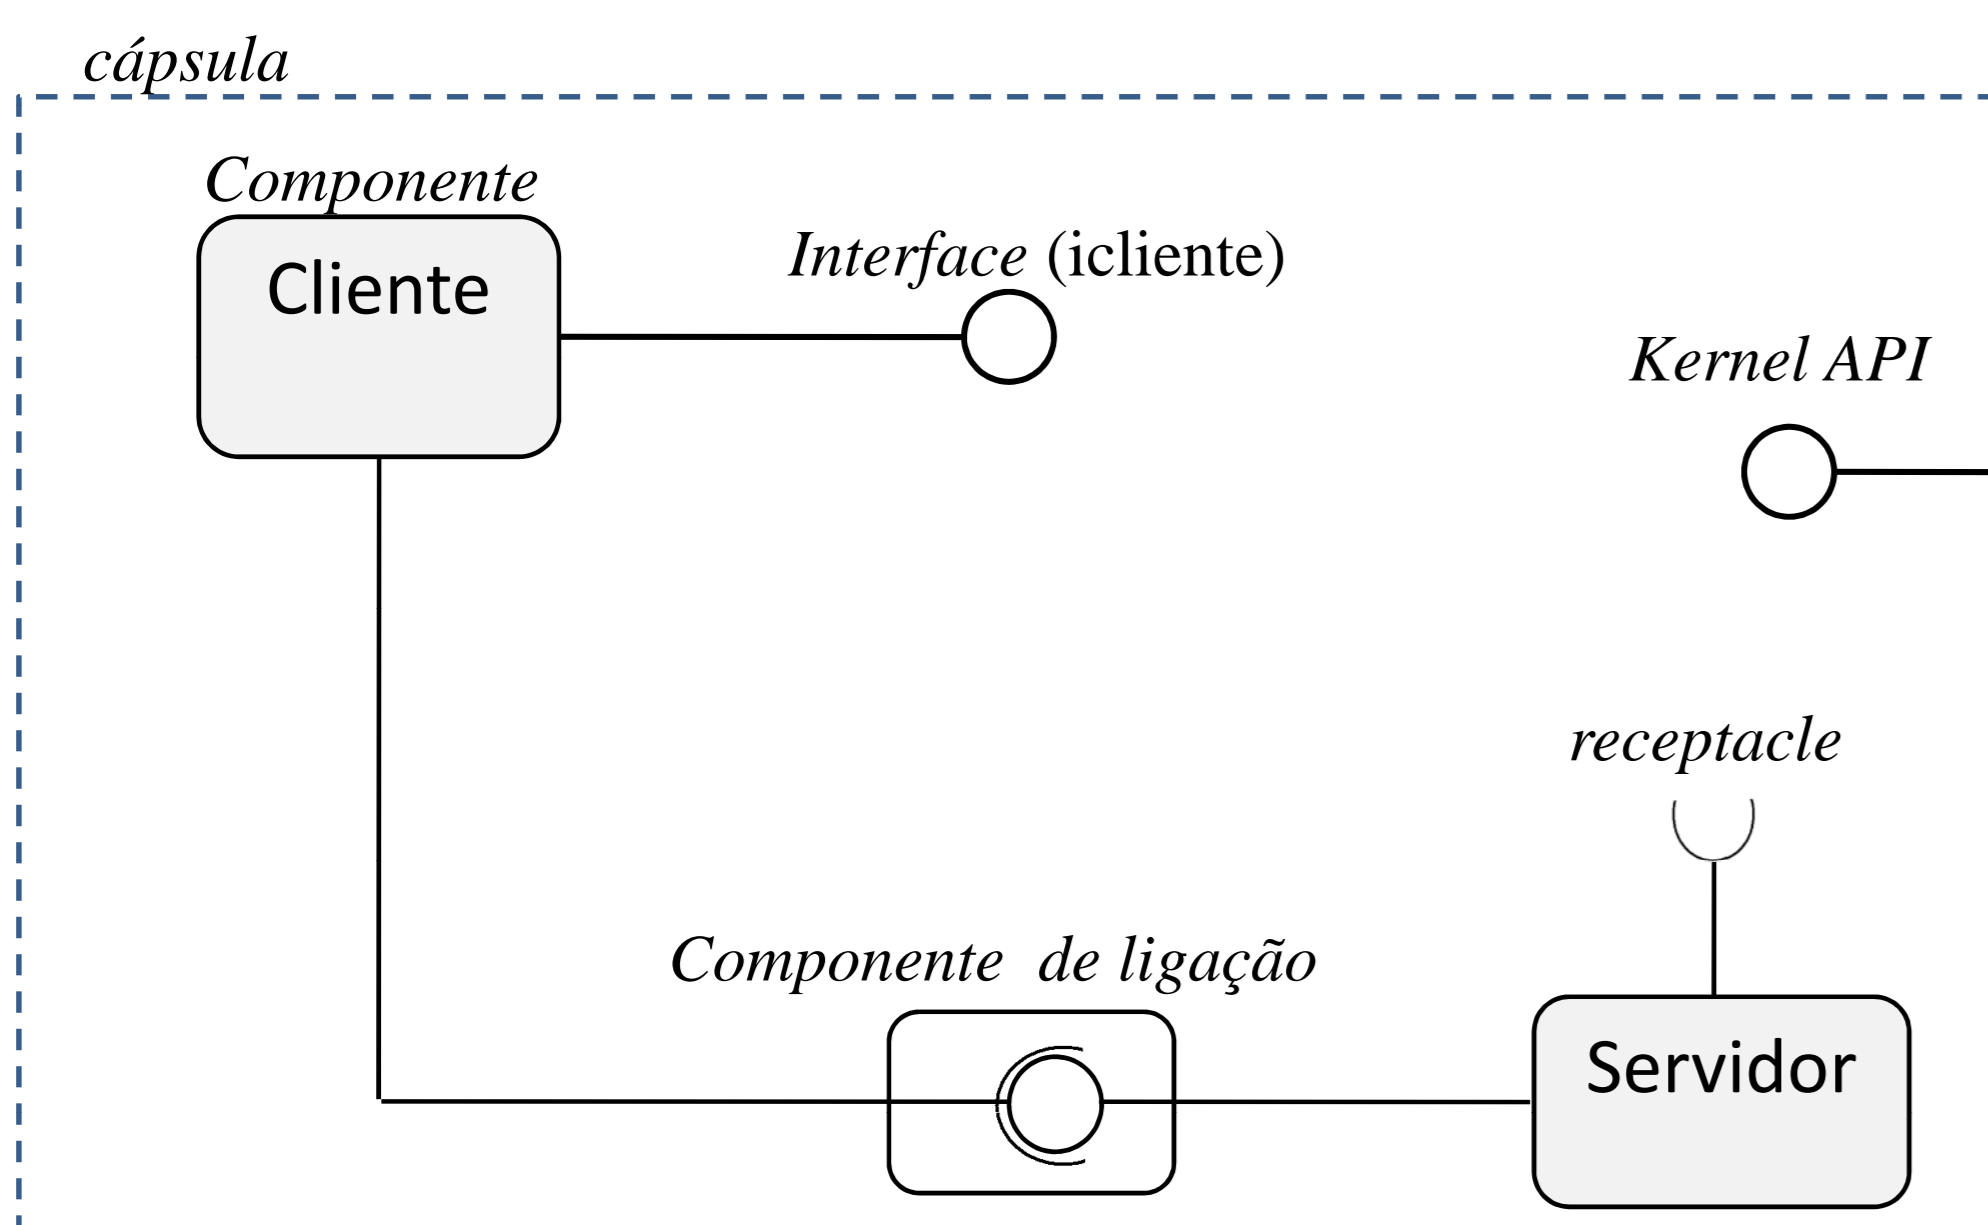 cápsula
Componente
Cliente
Interface (icliente)
Kernel API
receptacle
Componente de ligação
Servidor